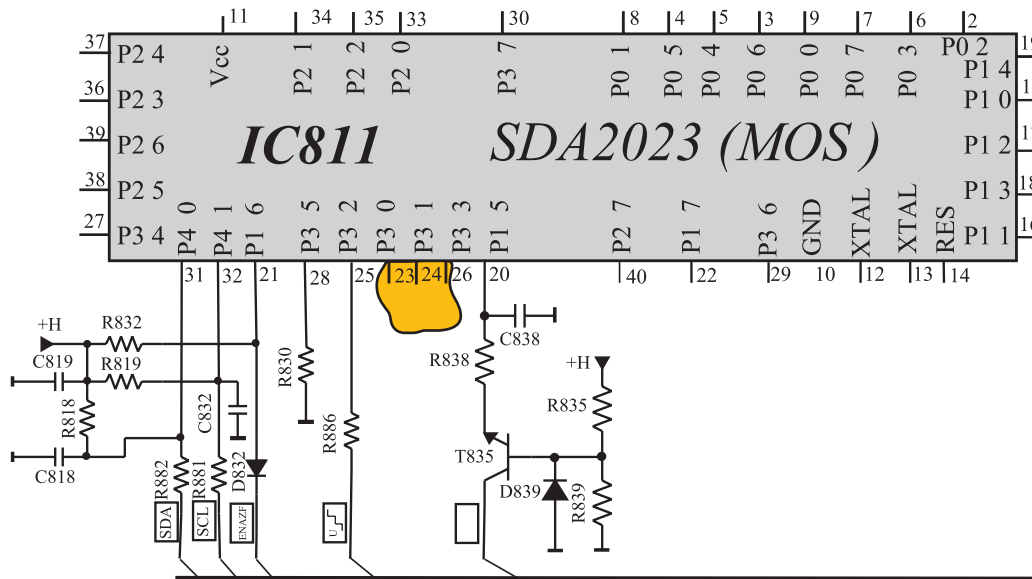 11 34 35 33 30 8 4 5 3 9 7 6 2
37 P2 4 Vcc P2 1 P2 2 P2 0 P3 7 P0 1 P0 5 P0 4 P0 6 P0 0 P0 7 P0 3 P0 2 19
P1 4
36 P2 3 P1 0
39 P2 6 IC811 SDA2023 (MOS ) P1 2
38 P2 5 P1 3 18
27 P3 4 P4 0 P4 1 P1 6 P3 5 P3 2 P3 0 P3 1 P3 3 P1 5 P2 7 P1 7 P3 6 GND XTAL XTAL RES P1 1 16
31 32 21 28 25 23 24 26 20 40 22 29 10 12 13 14
+H R832
C838
C819 R819 R830 R838 +H
R818 C832 R835
R886
C818 R882 R881 D832 T835
D839 R839
SDA SCL ENAZF U